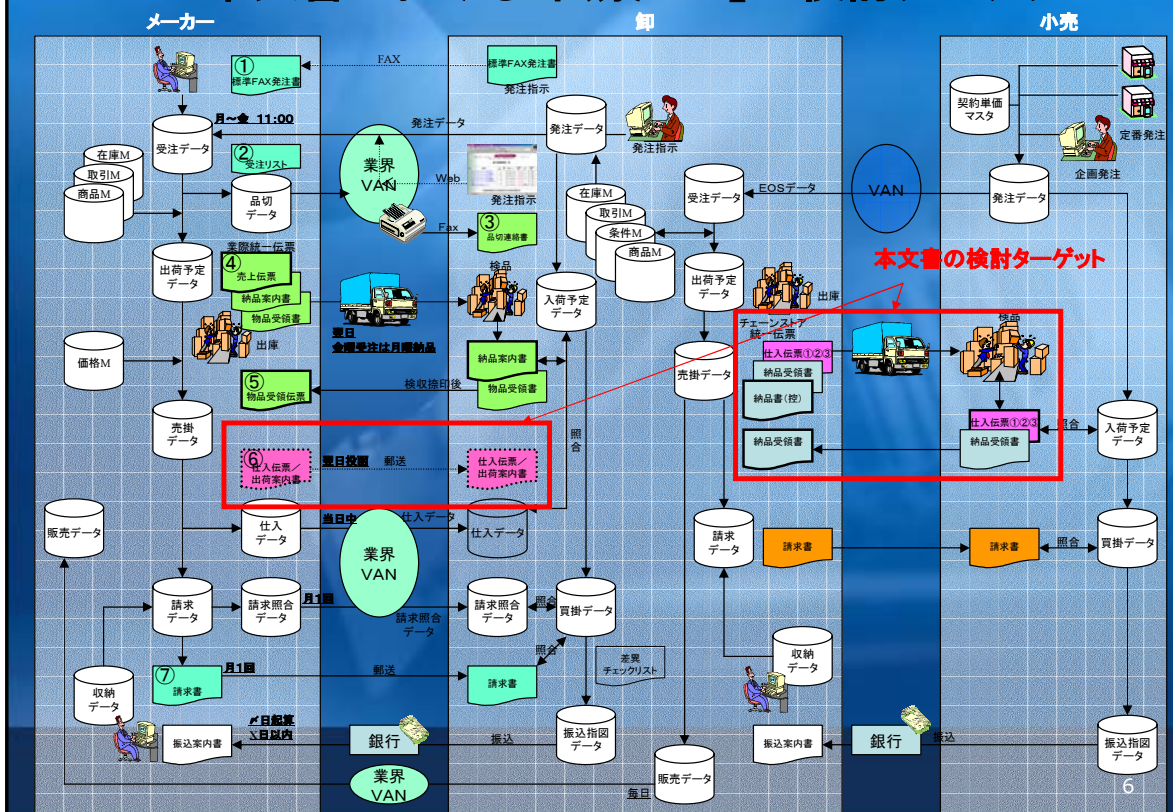 メーカー
卸
小売
①
標準FAX発注書
FAX
標準FAX発注書
発注指示
契約単価
マスタ
定番発注
企画発注
月～金 11:00
受注データ
発注データ
発注データ
発注指示
②
受注リスト
業界
VAN
Web
発注指示
在庫M
取引M
商品M
品切
データ
Fax
③
品切連絡書
在庫M
取引M
条件M
商品M
受注データ
EOSデータ
VAN
発注データ
本文書の検討ターゲット
業際統一伝票
出荷予定
データ
④
売上伝票
納品案内書
物品受領書
出庫
翌日
金曜受注は月曜納品
検品
入荷予定
データ
出荷予定
データ
出庫
チェーンストア
統一伝票
仕入伝票①②③
納品受領書
納品書(控)
検品
価格M
納品案内書
物品受領書
売掛データ
⑤
物品受領伝票
検収捺印後
納品受領書
仕入伝票①②③
納品受領書
照合
入荷予定
データ
売掛
データ
照
合
⑥
仕入伝票／
出荷案内書
翌日投函
郵送
仕入伝票／
出荷案内書
販売データ
仕入
データ
当日中
仕入データ
仕入データ
業界
VAN
請求
データ
請求書
請求書
照合
買掛データ
請求
データ
請求照合
データ
月1回
請求照合
データ
請求照合
データ
照合
買掛データ
照合
差異
チェックリスト
収納
データ
⑦
請求書
月1回
郵送
請求書
収納
データ
〆日起算
X日以内
振込案内書
銀行
振込
振込指図
データ
振込案内書
銀行
振込
振込指図
データ
業界
VAN
毎日
販売データ
6